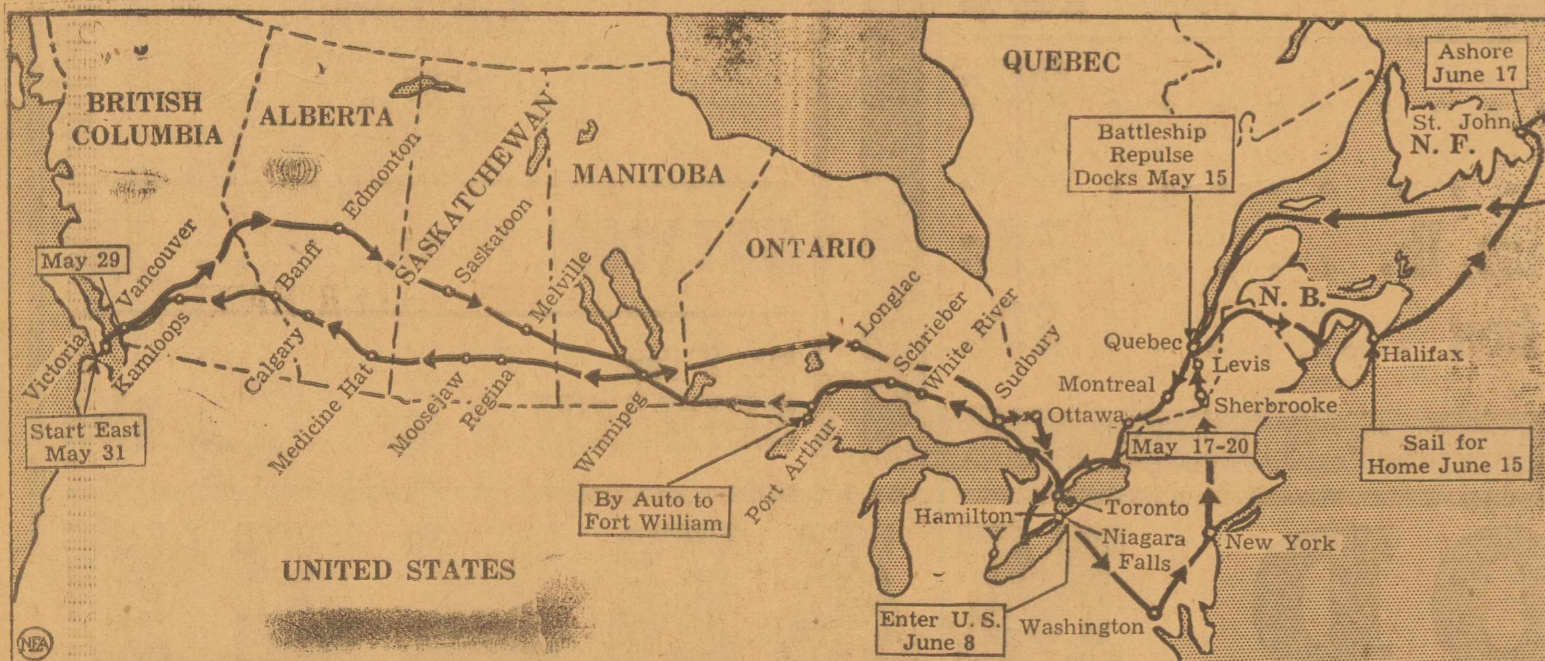 BRITISH
COLUMBIA
ALBERTA
SASKATCHEWAN
MANITOBA
ONTARIO
QUEBEC
Ashore
June 17
St. John
N. F.
Battleship
Repulse
Docks May 15
May 29
Vancouver
Edmonton
Banff
Saskatoon
Melville
Longlac
Schrieber
White River
Sudbury
N. B.
Victoria
Kamloops
Calgary
Medicine Hat
Moosejaw
Regina
Winnipeg
Port Arthur
Quebec
Levis
Halifax
Montreal
Sherbrooke
Ottawa
May 17-20
Start East
May 31
Sail for
Home June 15
By Auto to
Fort William
Hamilton
Toronto
Niagara
Falls
New York
UNITED STATES
Enter U. S.
June 8
Washington
NEA